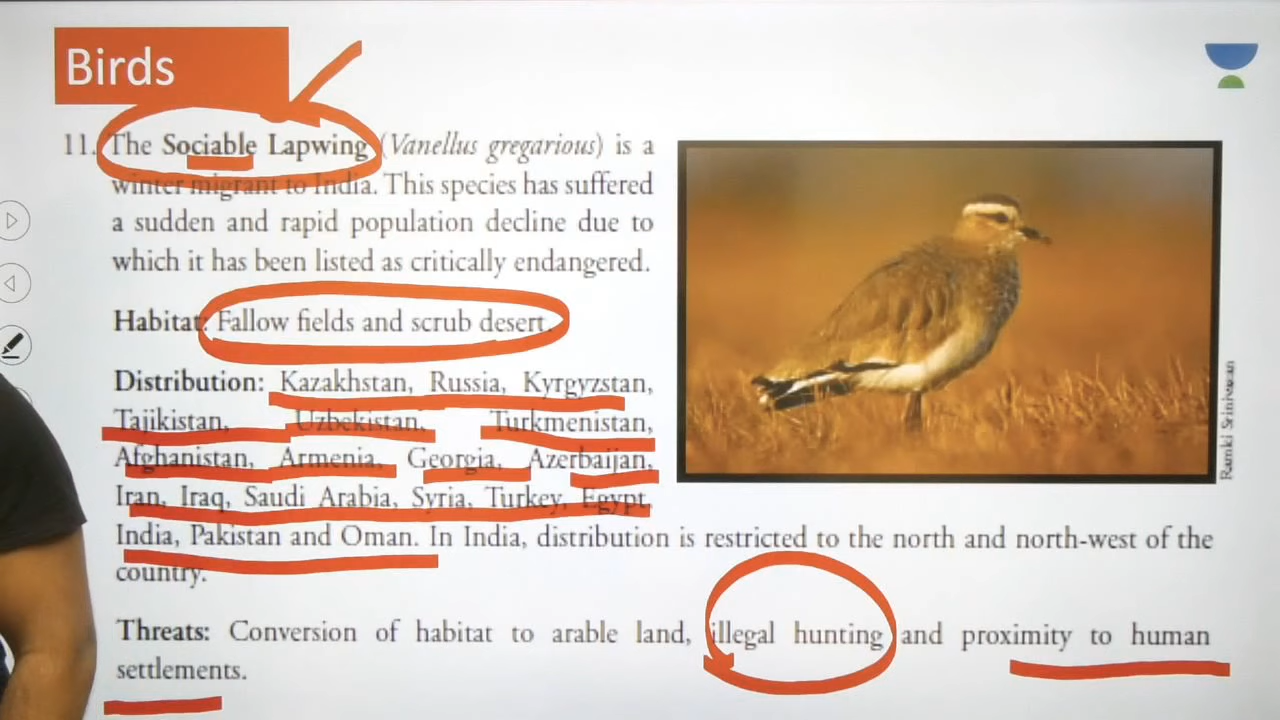 Birds
11. The Sociable Lapwing (Vanellus gregarious) is a
winter migrant to India. This species has suffered
a sudden and rapid population decline due to
which it has been listed as critically endangered.
Habitat: Fallow fields and scrub desert.
Distribution: Kazakhstan, Russia, Kyrgyzstan,
Tajikistan, Uzbekistan, Turkmenistan,
Afghanistan, Armenia, Georgia, Azerbaijan,
Iran, Iraq, Saudi Arabia, Syria, Turkey, Egypt,
India, Pakistan and Oman. In India, distribution is restricted to the north and north-west of the
country.
Threats: Conversion of habitat to arable land, illegal hunting and proximity to human
settlements.
Ramki Srinivasan